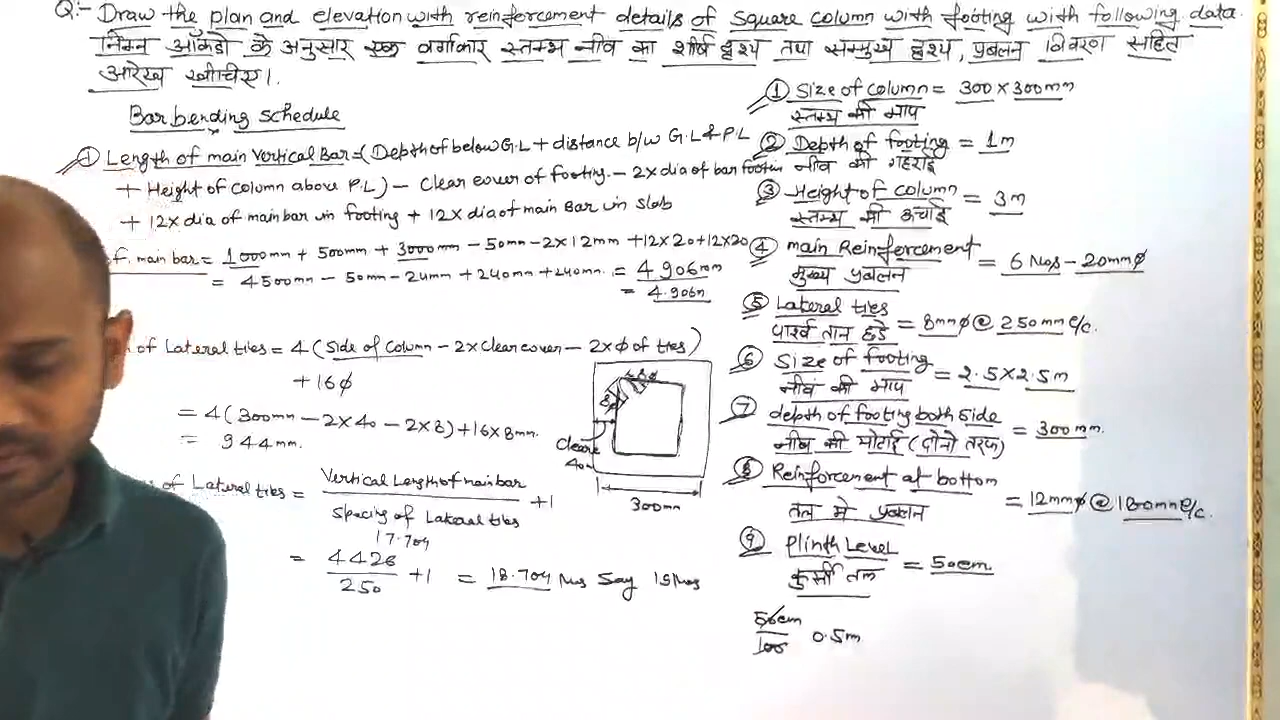 Q:- Draw the plan and elevation with reinforcement details of square column with footing with following data.
निम्न आँकडो के अनुसार एक वर्गाकार स्तम्भ नीव का शीर्ष दृश्य तथा सम्मुख दृश्य, प्रबलन विवरण सहित
आरेख खीचीए।
Bar bending schedule
① Length of main vertical Bar=(Depth of below G.L + distance b/w G.L & P.L
+ Height of column above P.L) - clear cover of footing. - 2x dia of bar footin
+ 12x dia of main bar in footing + 12x dia of main Bar in slab
f. main bar = 1000mm + 500mm + 3000mm - 50mm - 2x12mm + 12x20+12x20
= 4500mm - 50mm - 24mm + 240mm + 240mm. = 4906mm
= 4.906m
of Lateral ties = 4(side of column - 2xclear cover - 2xϕ of ties)
+ 16ϕ
= 4(300mm - 2x40 - 2x8) + 16x8mm.
= 944mm.
of Lateral ties = Vertical Length of main bar / Spacing of Lateral ties +1
17.704
= 4426 / 250 +1 = 18.704 Nos Say 19Nos
8ϕ
8ϕ
Clear
40
300mm
① Size of column = 300 x 300mm
स्तम्भ की माप
② Depth of footing = 1m
नीव की गहराई
③ Height of column = 3m
स्तम्भ की ऊचाई
④ main Reinforcement = 6 Nos - 20mmϕ
मुख्य प्रबलन
⑤ Lateral ties = 8mmϕ @ 250mm c/c.
पार्श्व तान छडे
⑥ Size of footing = 2.5 x 2.5m
नीव की माप
⑦ depth of footing both side = 300mm.
नीव की मोटाई (दोनो तरफ)
⑧ Reinforcement at bottom = 12mmϕ @ 100mm c/c.
तल मे प्रबलन
⑨ Plinth Level = 50cm.
कुर्सी तल
50cm / 100 0.5m